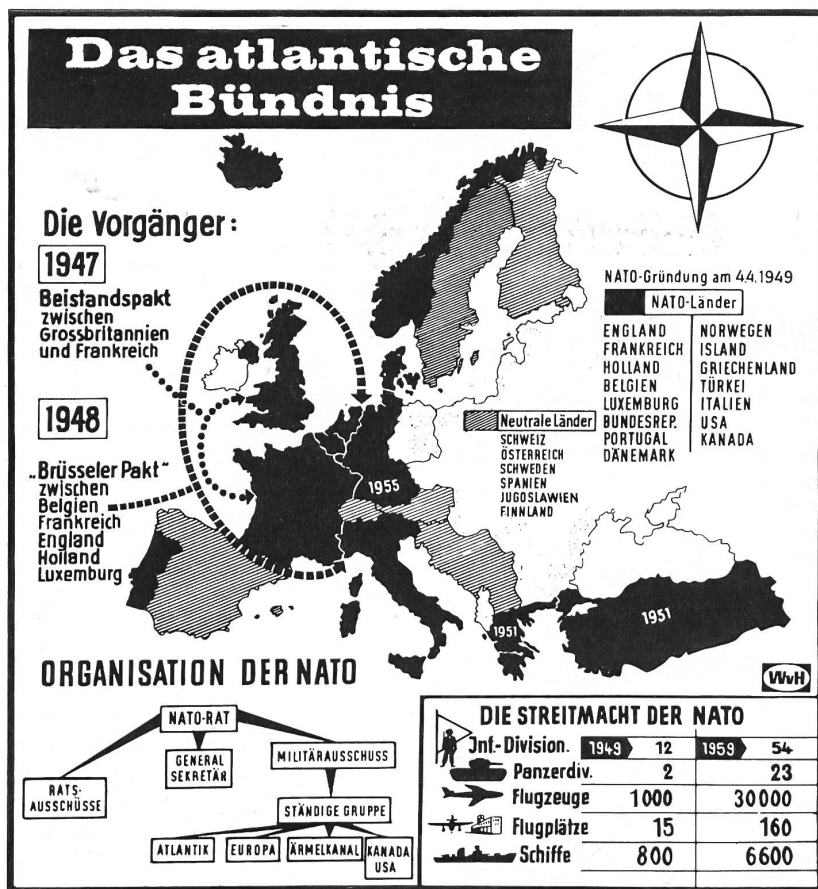 Das atlantische
Bündnis
Die Vorgänger:
1947
Beistandspakt
zwischen
Grossbritannien
und Frankreich
1948
„Brüsseler Pakt"
zwischen
Belgien
Frankreich
England
Holland
Luxemburg
NATO-Gründung am 4.4.1949
NATO-Länder
ENGLAND
FRANKREICH
HOLLAND
BELGIEN
LUXEMBURG
BUNDESREP.
PORTUGAL
DÄNEMARK
NORWEGEN
ISLAND
GRIECHENLAND
TÜRKEI
ITALIEN
USA
KANADA
Neutrale Länder
SCHWEIZ
ÖSTERREICH
SCHWEDEN
SPANIEN
JUGOSLAWIEN
FINNLAND
1955
1951
1951
WvH
ORGANISATION DER NATO
NATO-RAT
GENERAL
SEKRETÄR
MILITÄRAUSSCHUSS
RATS-
AUSSCHÜSSE
STÄNDIGE GRUPPE
ATLANTIK
EUROPA
ÄRMELKANAL
KANADA
USA
DIE STREITMACHT DER NATO
Jnf.-Division. 1949 12 1959 54
Panzerdiv. 2 23
Flugzeuge 1000 30000
Flugplätze 15 160
Schiffe 800 6600